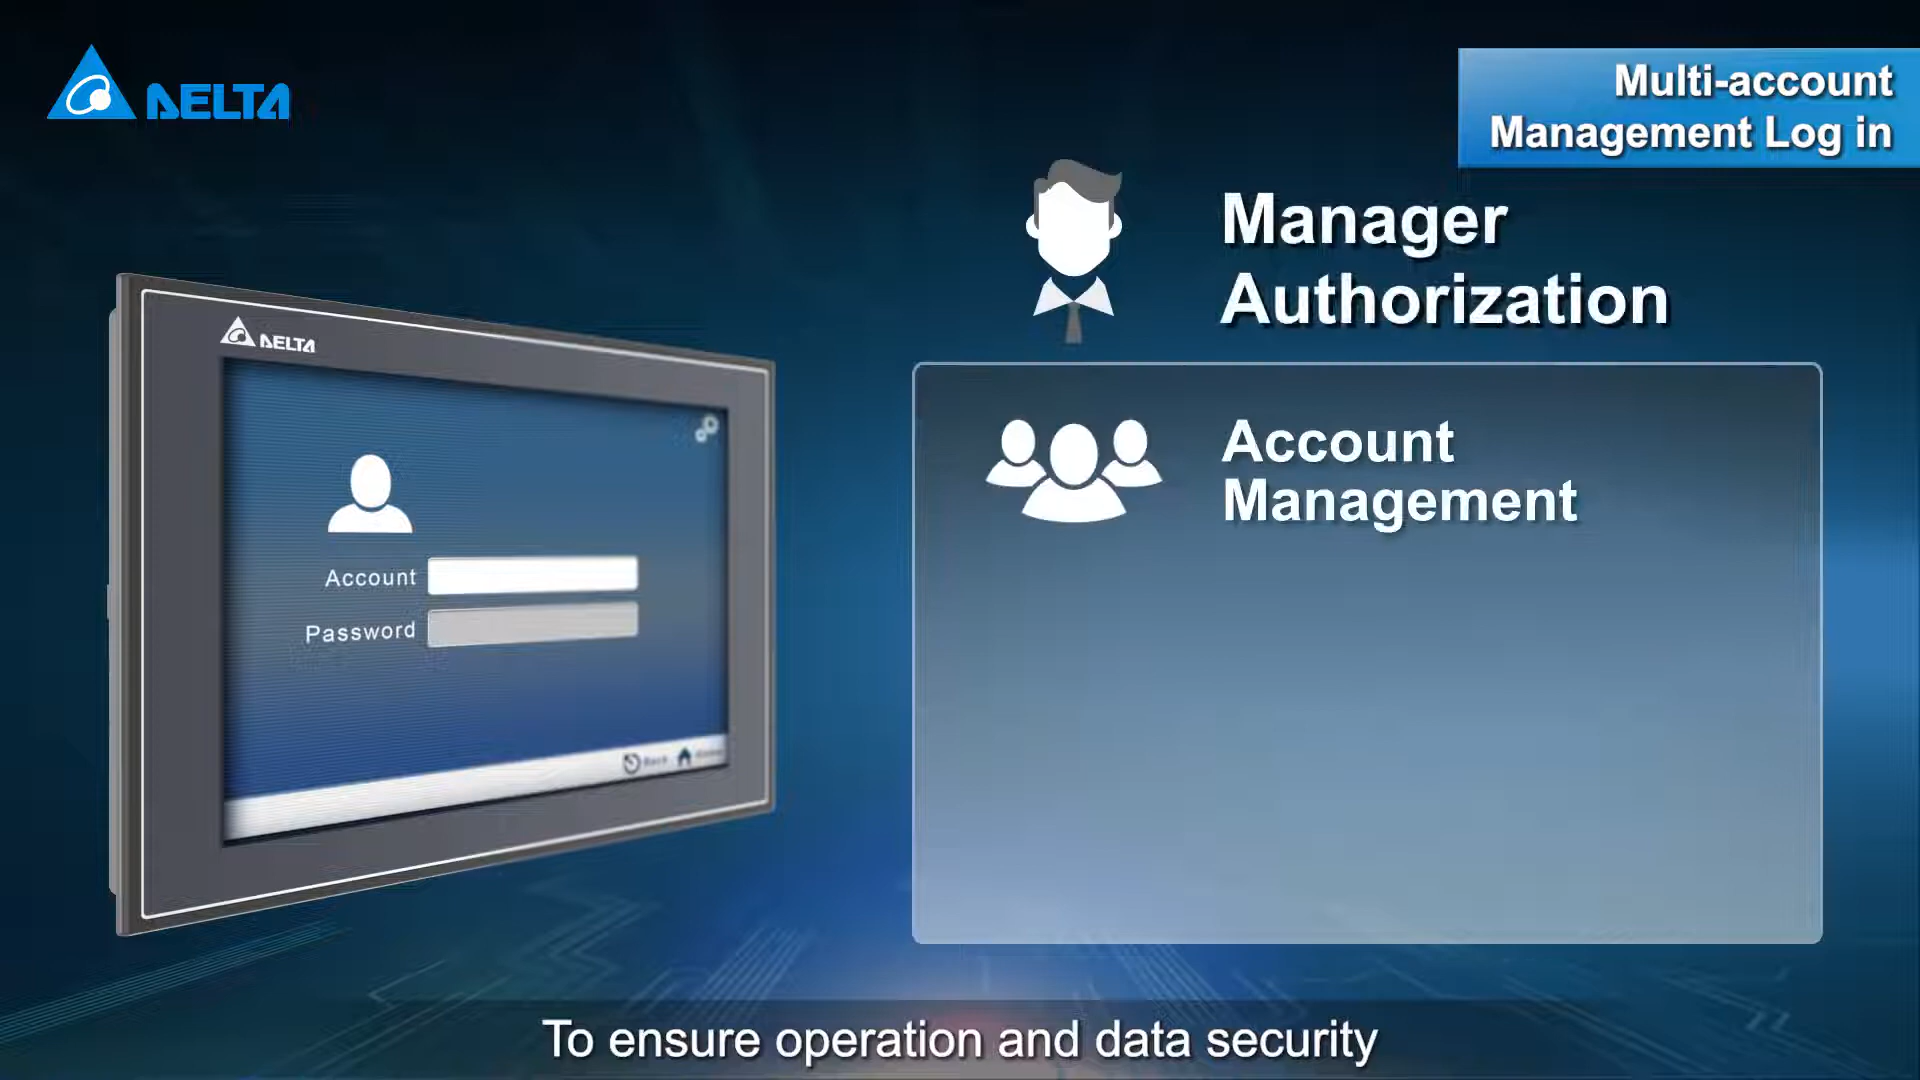 DELTA
Multi-account
Management Log in
Manager
Authorization
DELTA
Account
Password
Back
Account
Management
To ensure operation and data security